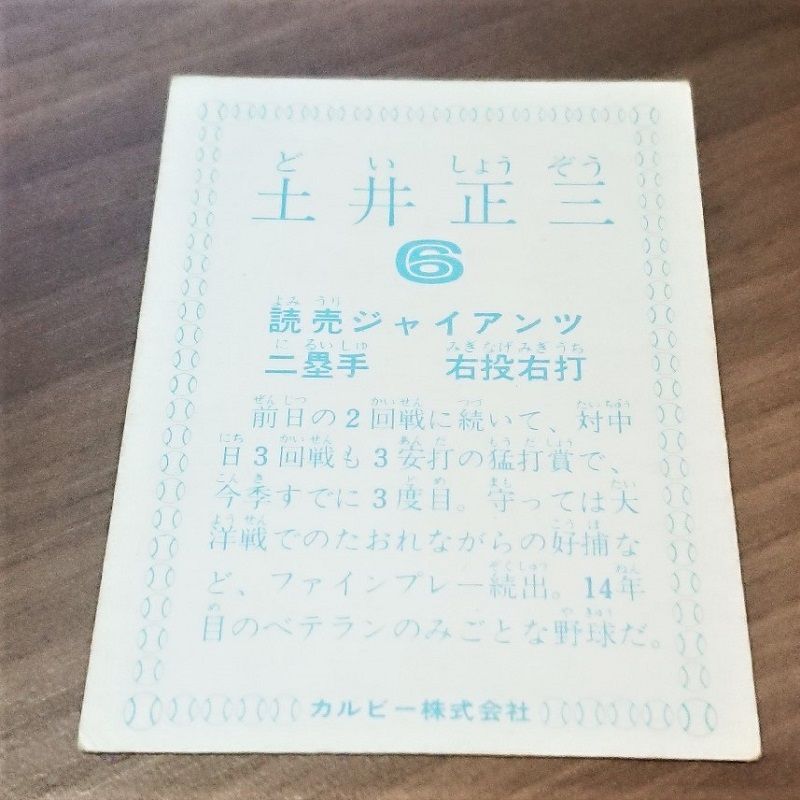 どいしょうぞう
土井正三
6
よみうり
読売ジャイアンツ
にるいしゅ みぎなげみぎうち
二塁手 右投右打
ぜんじつ かいせん つづ たいちゅう
前日の2回戦に続いて、対中
にち かいせん あんだ もうだしょう
日3回戦も3安打の猛打賞で、
こんき どめ まも たい
今季すでに3度目。守っては大
ようせん こうほ
洋戦でのたおれながらの好捕な
ぞくしゅつ ねん
ど、ファインプレー続出。14年
め やきゅう
目のベテランのみごとな野球だ。
カルビー株式会社